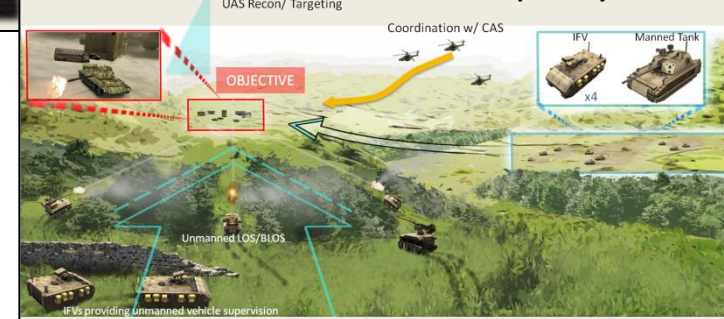 UAS Recon/ Targeting
Coordination w/ CAS
IFV
Manned Tank
OBJECTIVE
x4
Unmanned LOS/BLOS
IFVs providing unmanned vehicle supervision